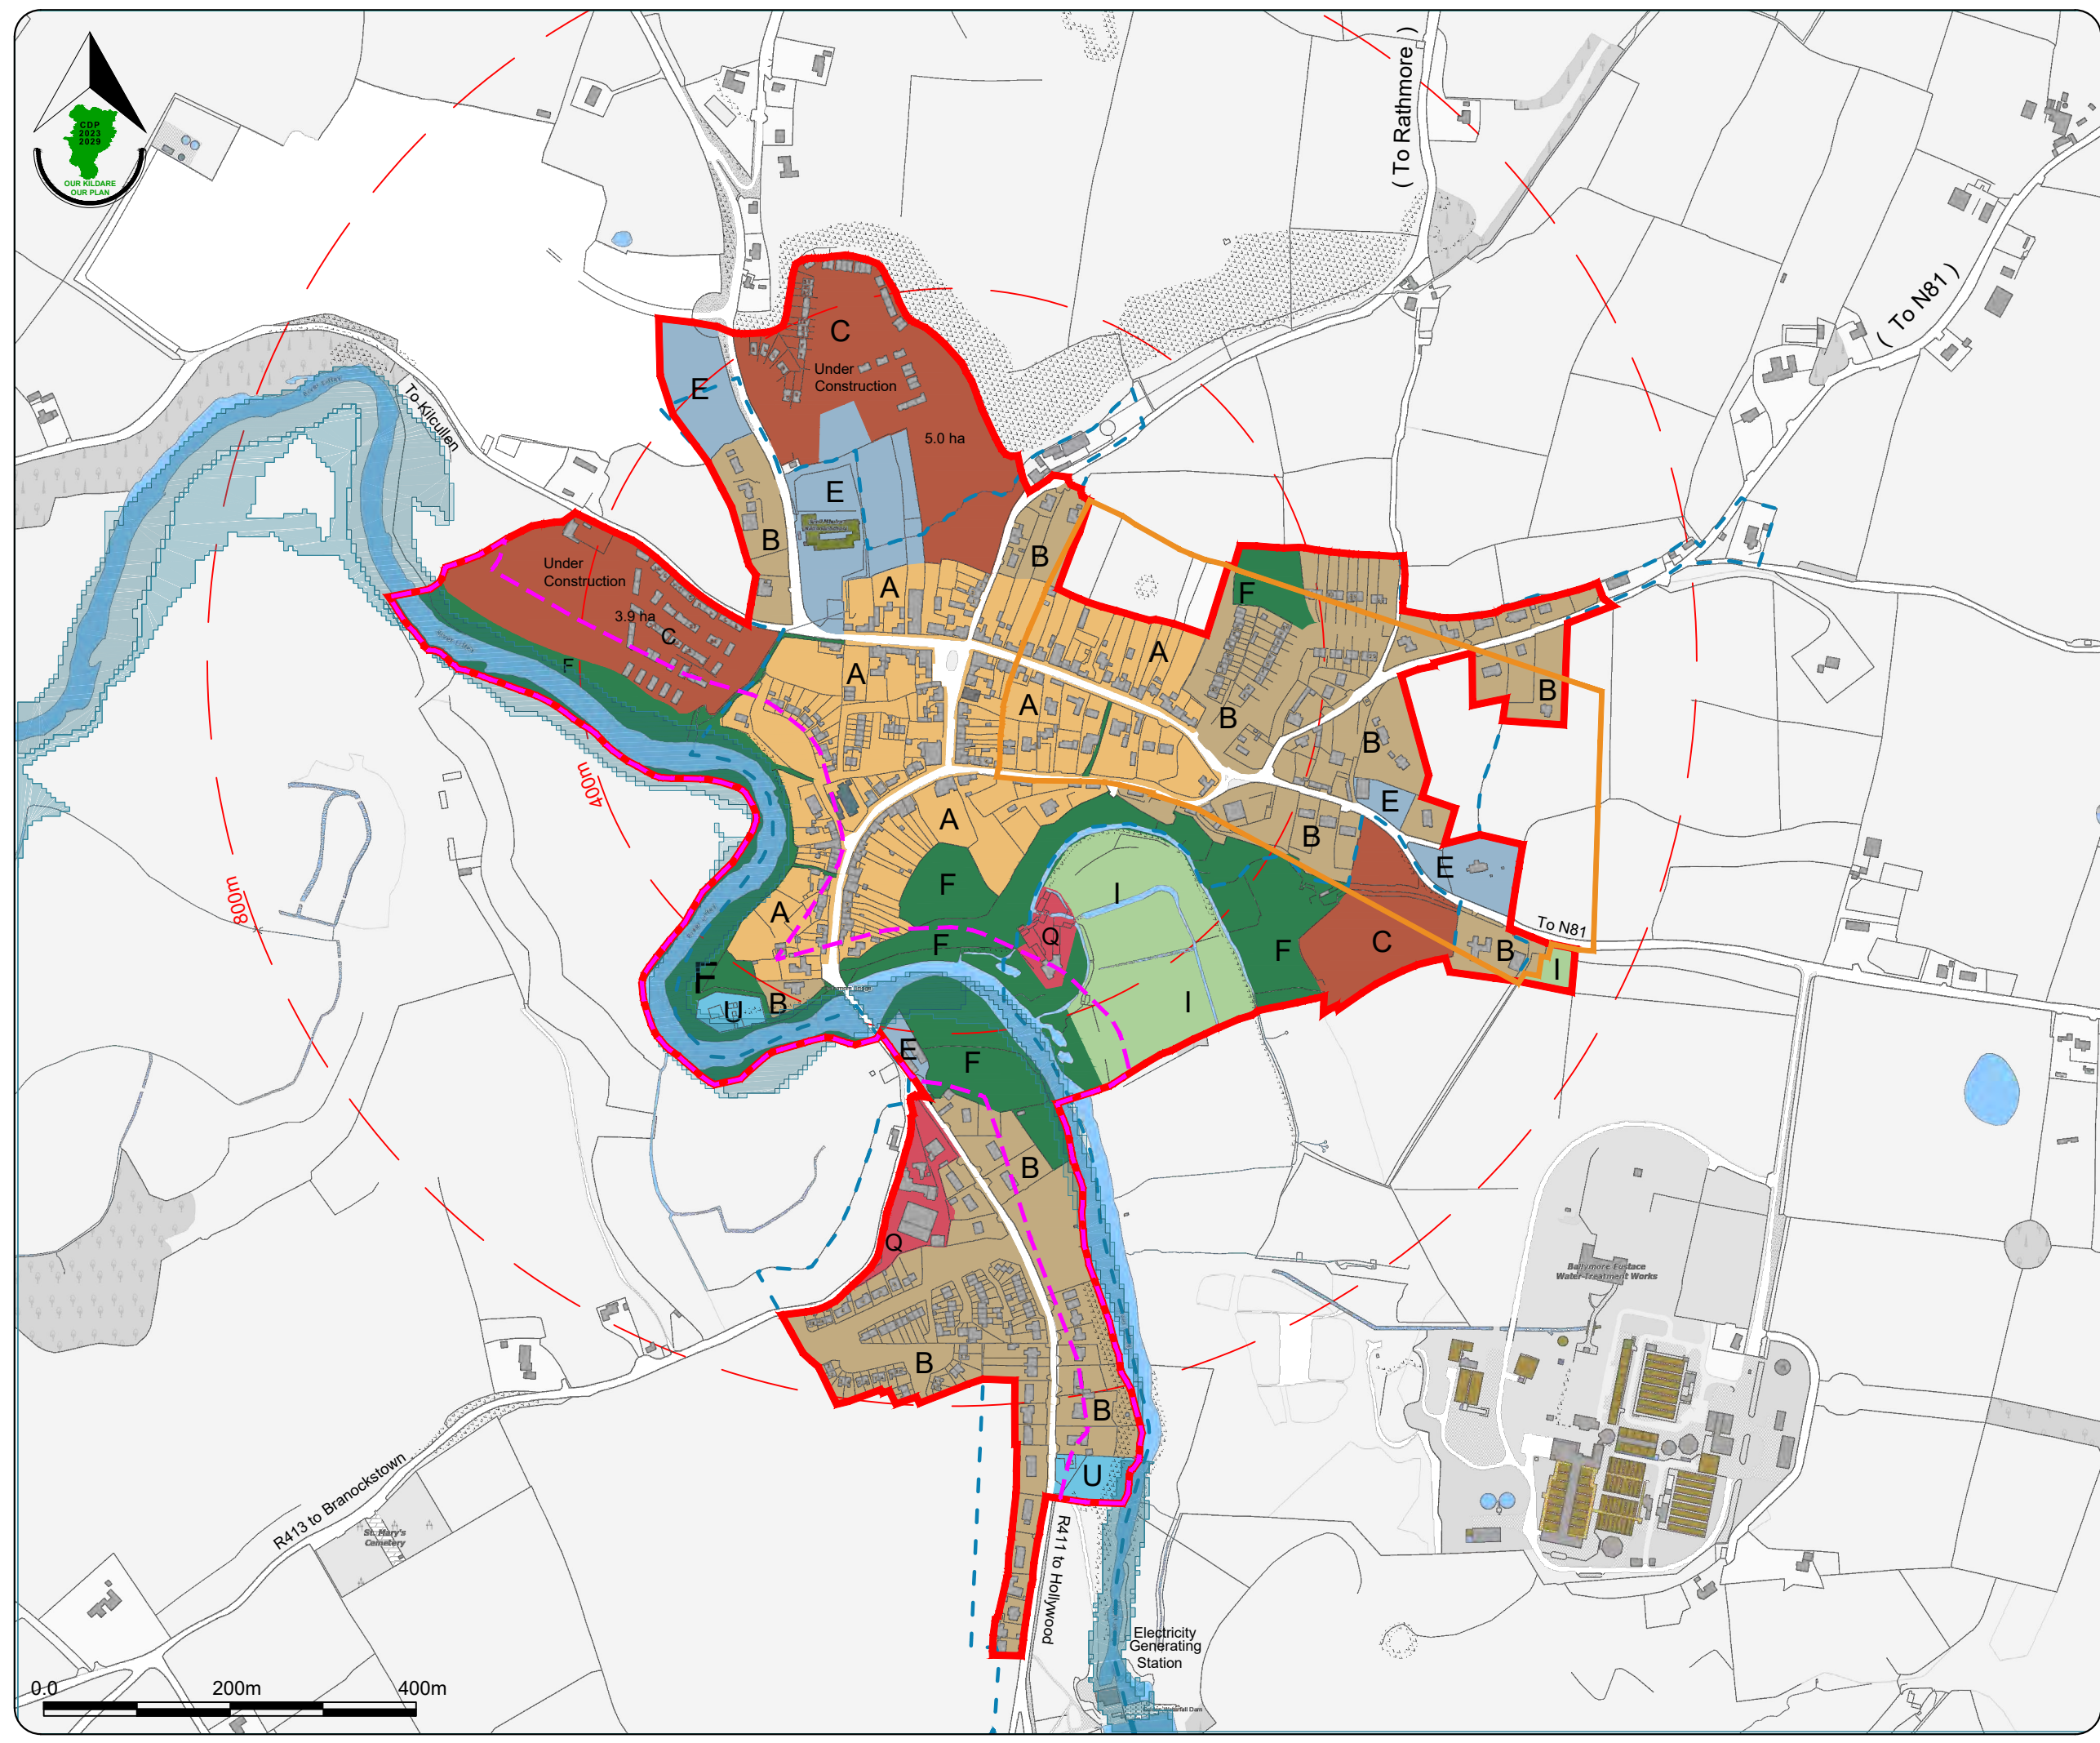 CDP
2023
2029
OUR KILDARE
OUR PLAN
( To Rathmore )
( To N81 )
To Kilcullen
C
Under
Construction
5.0 ha
E
E
B
B
A
Under
Construction
3.9 ha
C
F
F
A
A
A
B
B
B
E
E
B
A
F
400m
800m
A
F
I
Q
F
C
B
I
To N81
F
U
B
I
E
F
B
Q
B
B
U
Ballymore Eustace
Water Treatment Works
R413 to Branockstown
St. Mary's
Cemetery
R411 to Hollywood
Electricity
Generating
Station
0.0
200m
400m